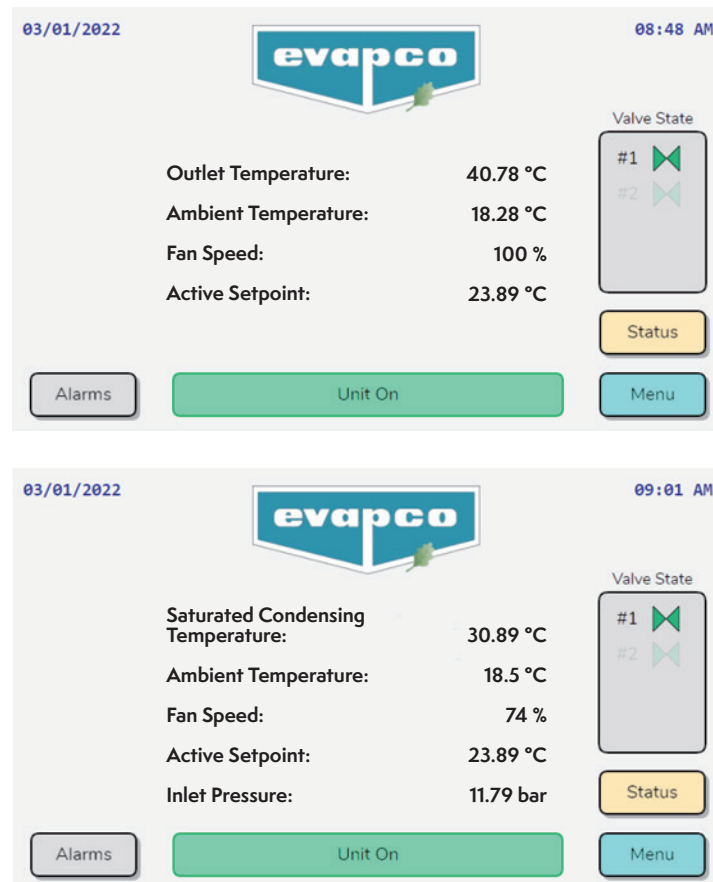 03/01/2022
08:48 AM
evapco
Valve State
#1
#2
Outlet Temperature: 40.78 °C
Ambient Temperature: 18.28 °C
Fan Speed: 100 %
Active Setpoint: 23.89 °C
Status
Alarms
Unit On
Menu
03/01/2022
09:01 AM
evapco
Valve State
#1
#2
Saturated Condensing
Temperature: 30.89 °C
Ambient Temperature: 18.5 °C
Fan Speed: 74 %
Active Setpoint: 23.89 °C
Inlet Pressure: 11.79 bar
Status
Alarms
Unit On
Menu